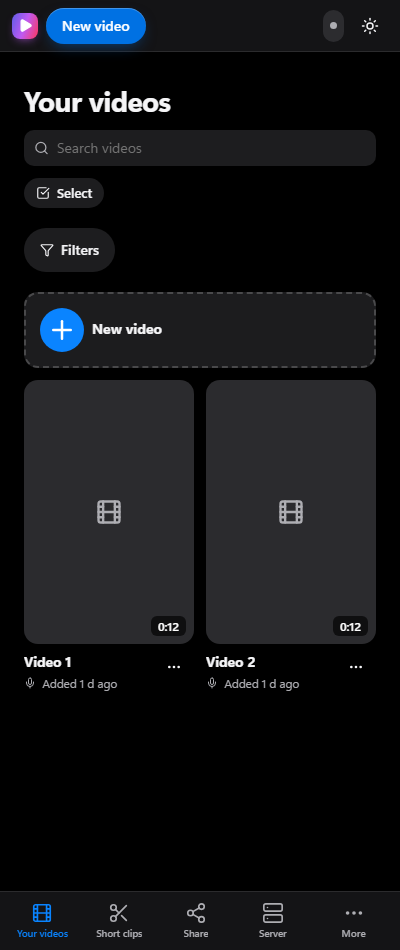 New video
Your videos
Search videos
Select
Filters
New video
0:12
0:12
Video 1
Video 2
Added 1 d ago
Added 1 d ago
Your videos
Short clips
Share
Server
More